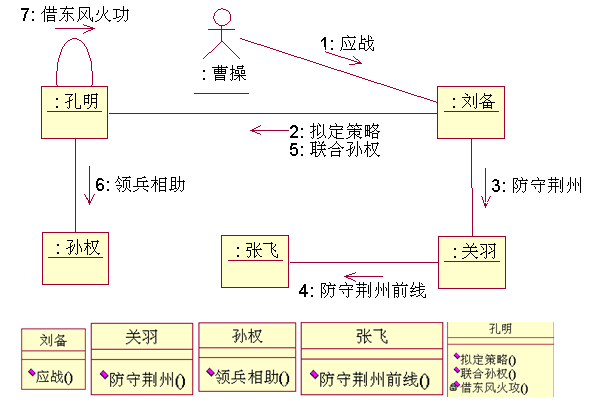 7: 借东风火功
: 曹操
1: 应战
: 孔明
: 刘备
2: 拟定策略
5: 联合孙权
6: 领兵相助
3: 防守荆州
: 孙权
: 张飞
: 关羽
4: 防守荆州前线
刘备
应战()
关羽
防守荆州()
孙权
领兵相助()
张飞
防守荆州前线()
孔明
拟定策略()
联合孙权()
借东风火攻()